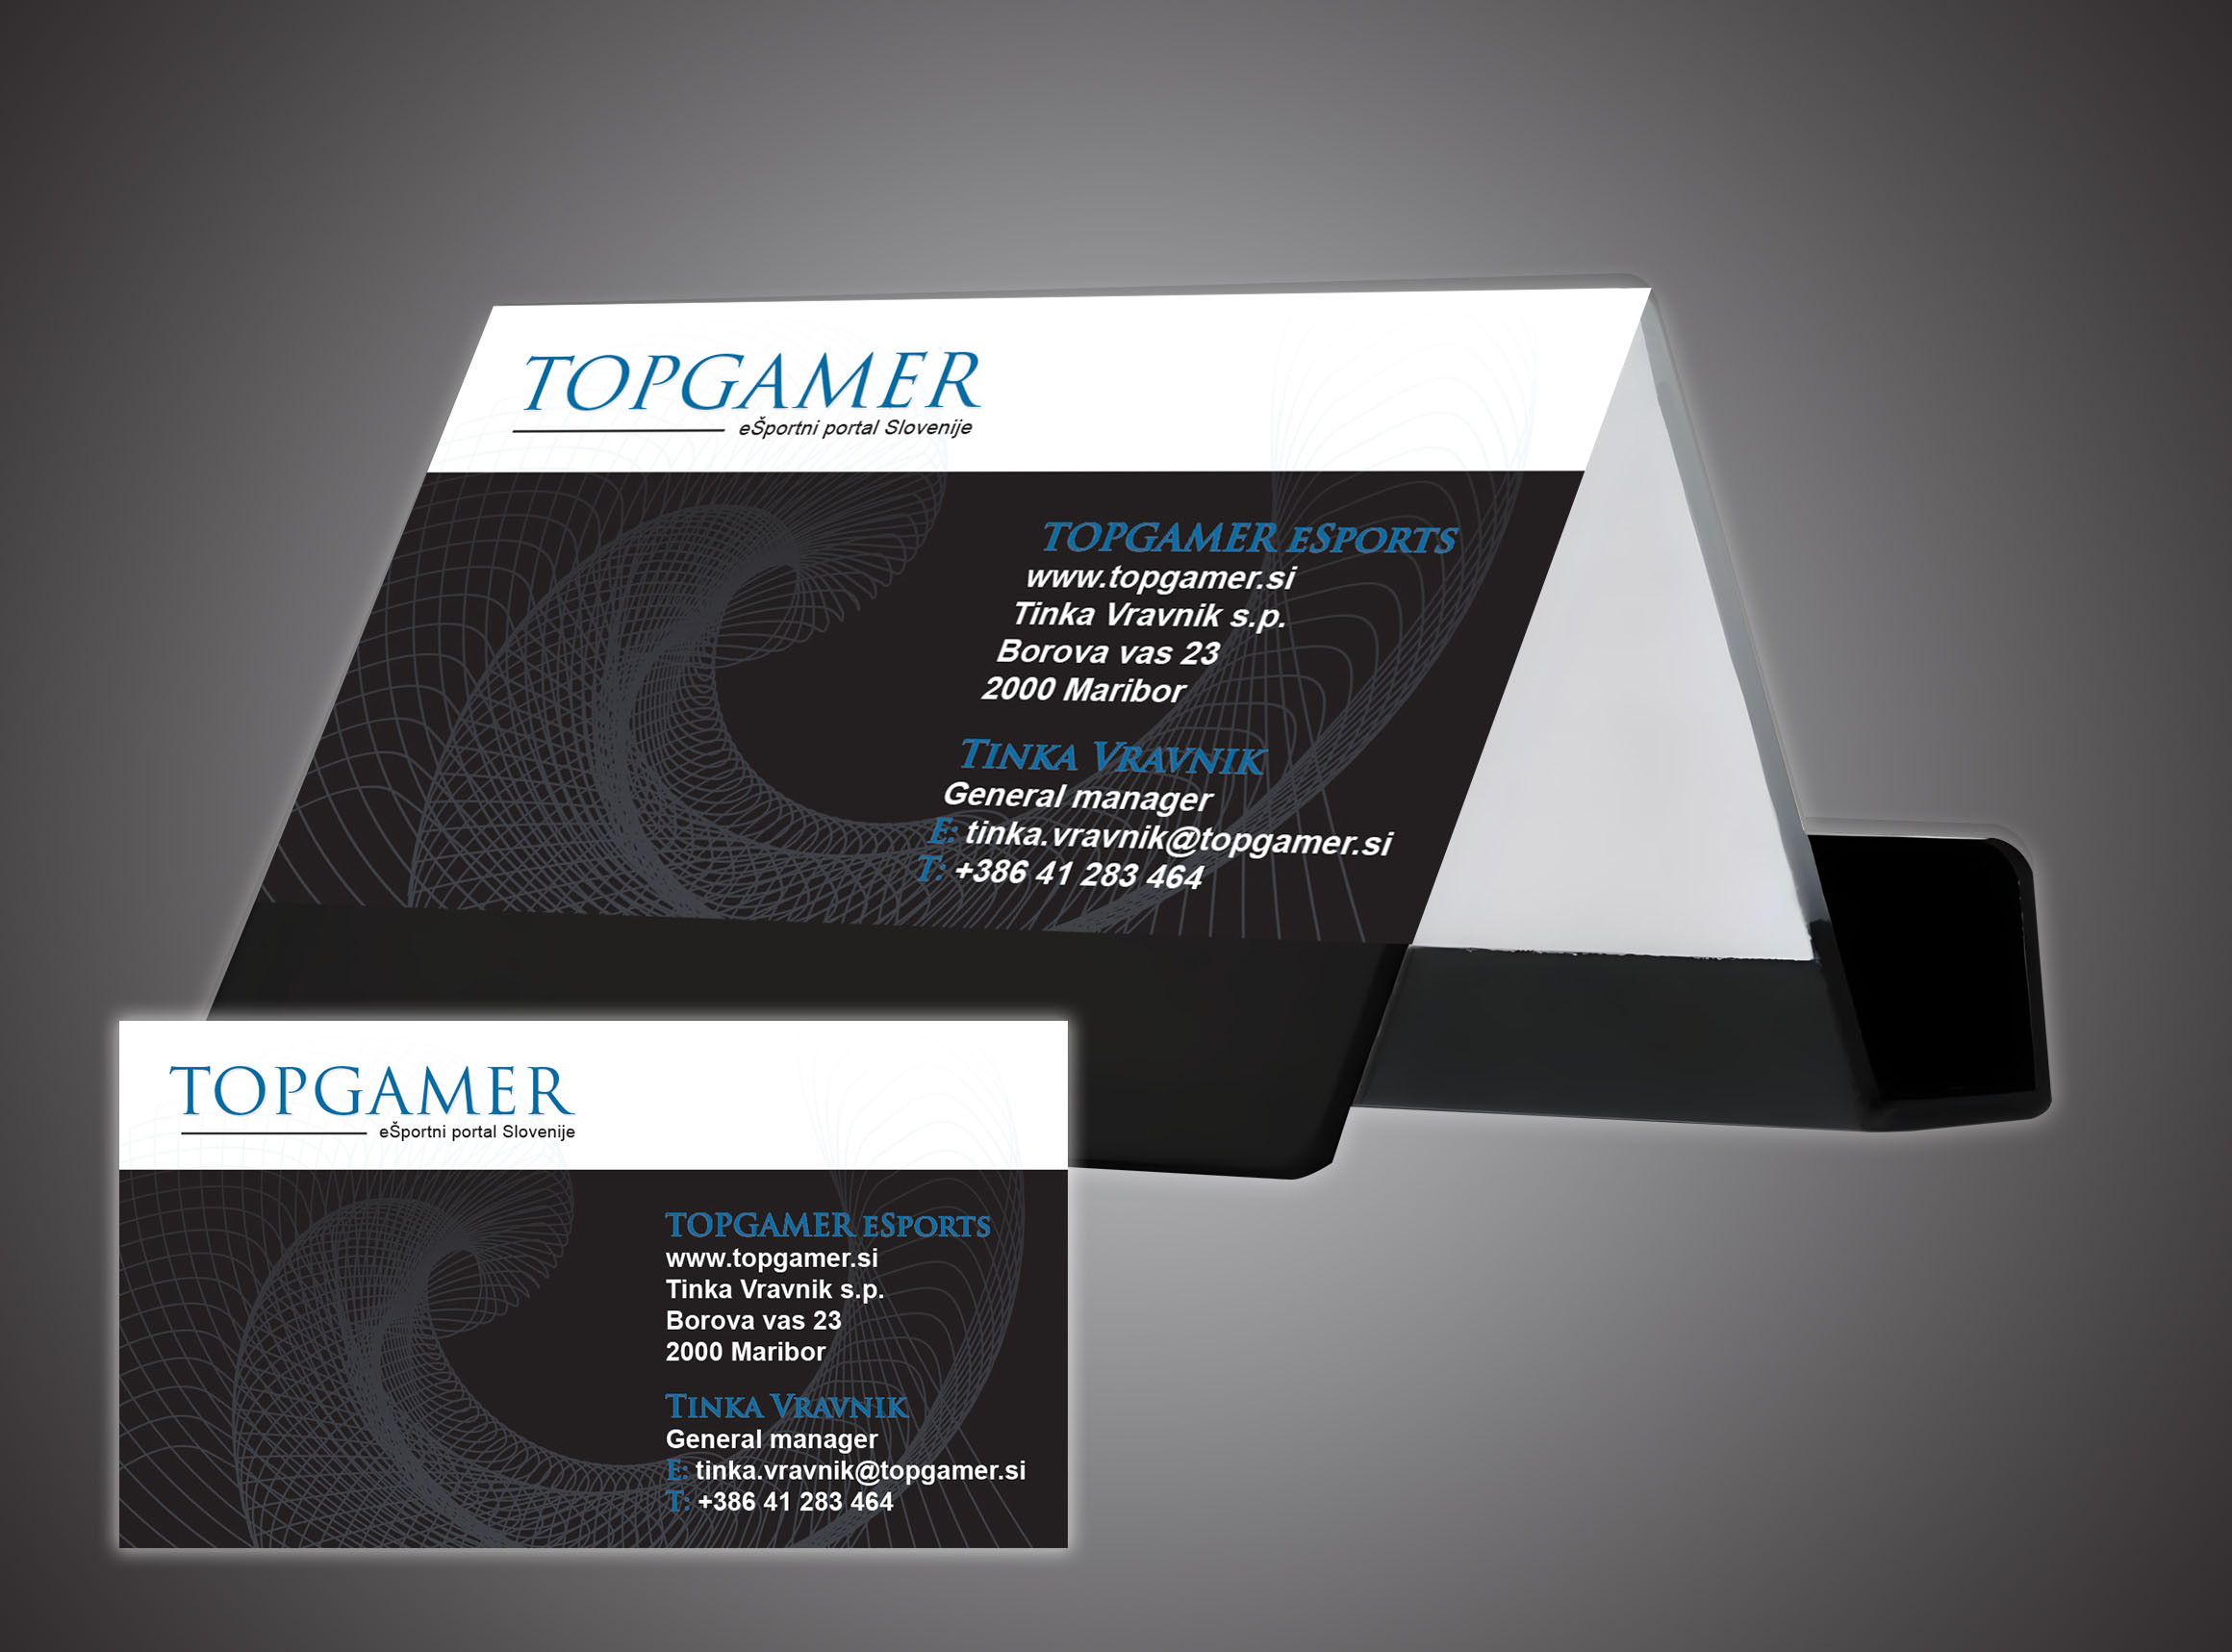 TOPGAMER
eŠportni portal Slovenije
TOPGAMER eSports
www.topgamer.si
Tinka Vravnik s.p.
Borova vas 23
2000 Maribor
Tinka Vravnik
General manager
E: tinka.vravnik@topgamer.si
T: +386 41 283 464
TOPGAMER
eŠportni portal Slovenije
TOPGAMER eSports
www.topgamer.si
Tinka Vravnik s.p.
Borova vas 23
2000 Maribor
Tinka Vravnik
General manager
E: tinka.vravnik@topgamer.si
T: +386 41 283 464